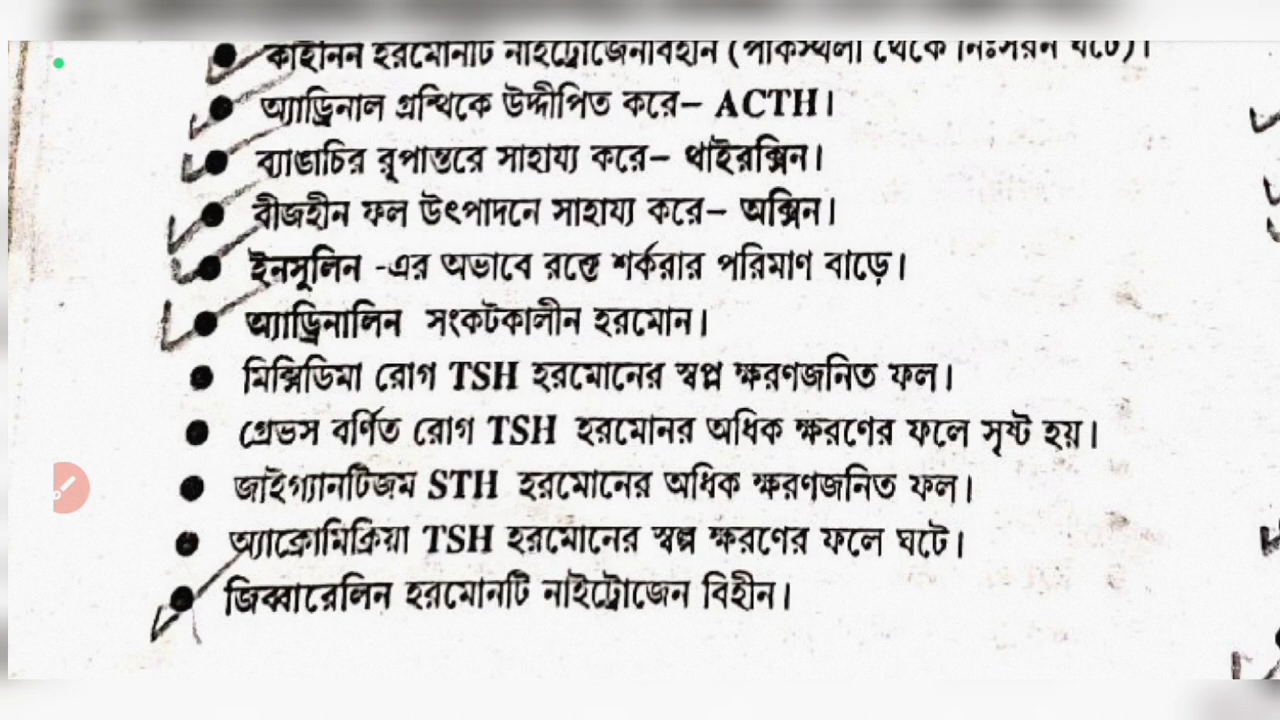 হরমোনটি নাইট্রোজেনবিহীন (পাকস্থলী থেকে নিঃসরন ঘটে)।
অ্যাড্রিনাল গ্রন্থিকে উদ্দীপিত করে– ACTH।
ব্যাঙাচির রূপান্তরে সাহায্য করে– থাইরক্সিন।
বীজহীন ফল উৎপাদনে সাহায্য করে– অক্সিন।
ইনসুলিন -এর অভাবে রক্তে শর্করার পরিমাণ বাড়ে।
অ্যাড্রিনালিন সংকটকালীন হরমোন।
মিক্সিডিমা রোগ TSH হরমোনের স্বল্প ক্ষরণজনিত ফল।
গ্রেভস বর্ণিত রোগ TSH হরমোনর অধিক ক্ষরণের ফলে সৃষ্ট হয়।
জাইগ্যানটিজম STH হরমোনের অধিক ক্ষরণজনিত ফল।
অ্যাক্রোমিক্রিয়া TSH হরমোনের স্বল্প ক্ষরণের ফলে ঘটে।
জিব্বারেলিন হরমোনটি নাইট্রোজেন বিহীন।